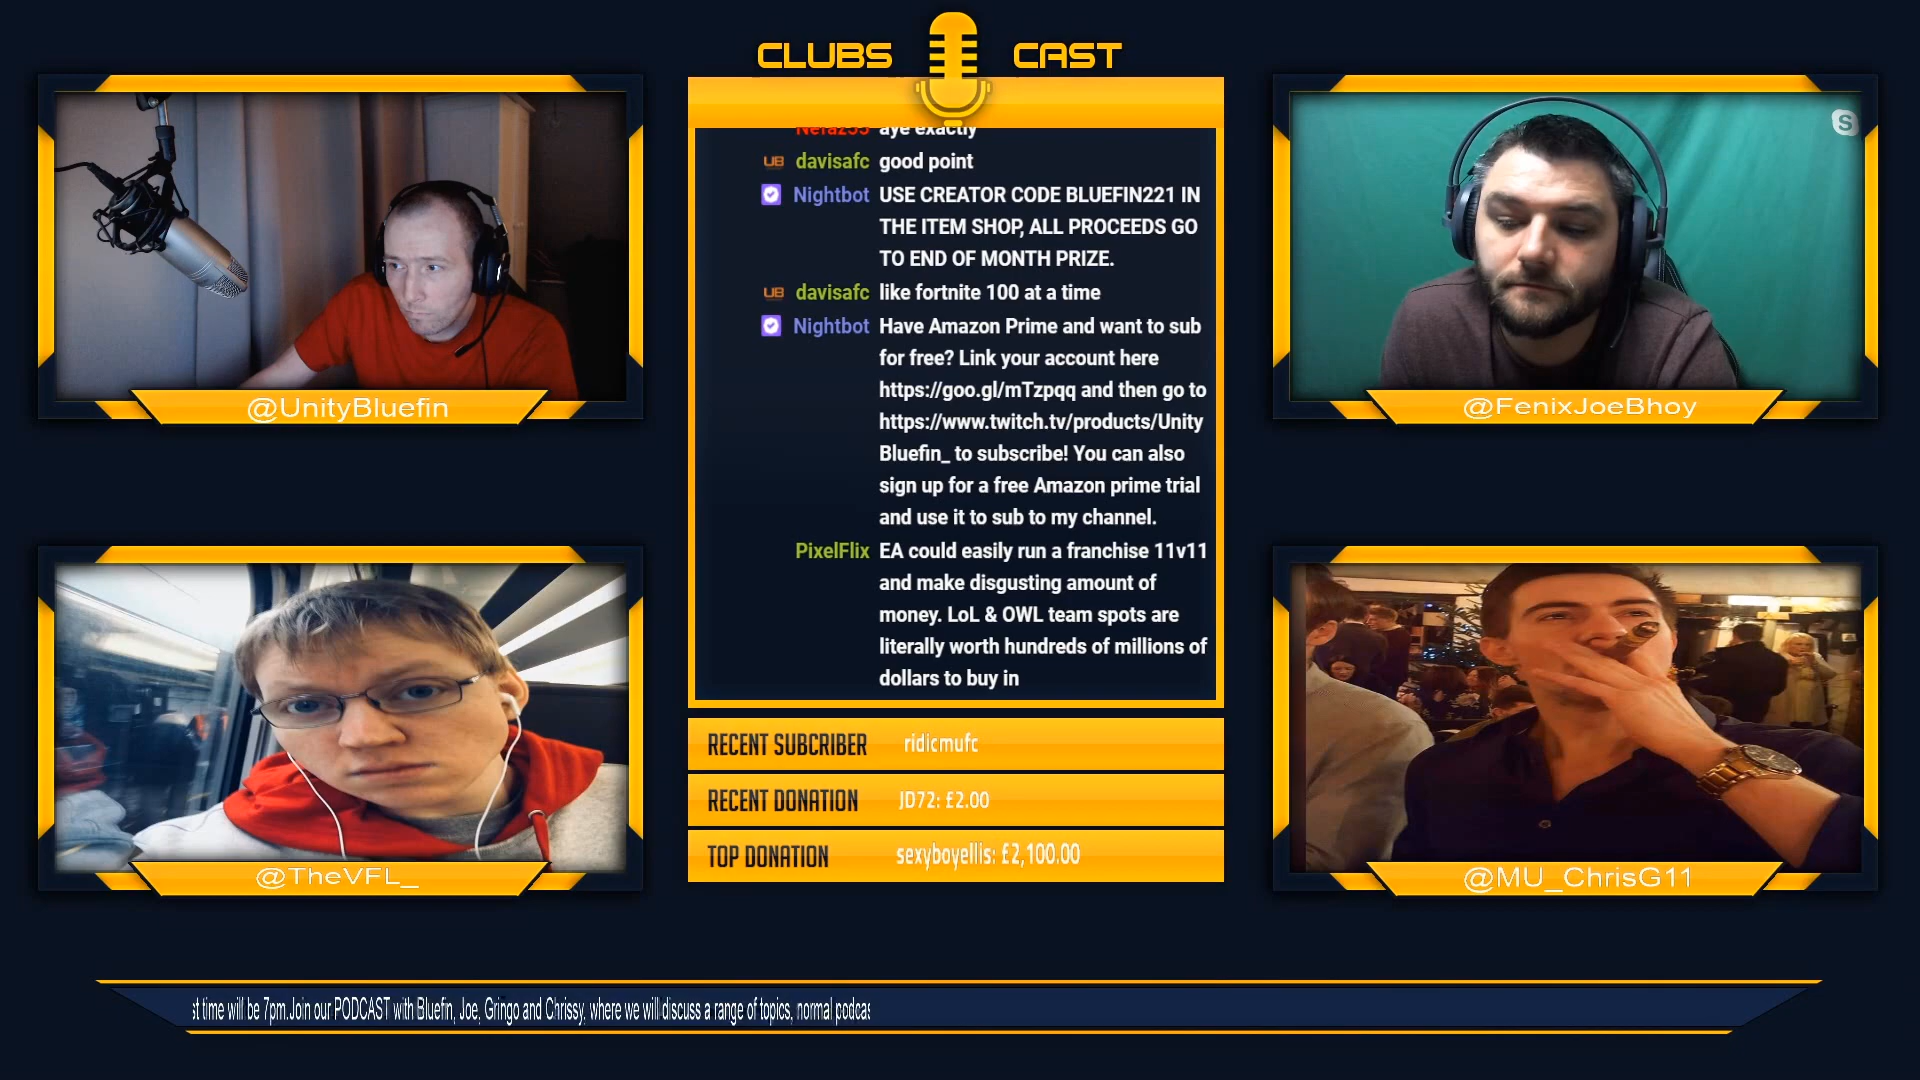 CLUBS CAST
Nefaz33 aye exactly
UB davisafc good point
Nightbot USE CREATOR CODE BLUEFIN221 IN
THE ITEM SHOP, ALL PROCEEDS GO
TO END OF MONTH PRIZE.
UB davisafc like fortnite 100 at a time
Nightbot Have Amazon Prime and want to sub
for free? Link your account here
https://goo.gl/mTzpqq and then go to
https://www.twitch.tv/products/Unity
Bluefin_ to subscribe! You can also
sign up for a free Amazon prime trial
and use it to sub to my channel.
PixelFlix EA could easily run a franchise 11v11
and make disgusting amount of
money. LoL & OWL team spots are
literally worth hundreds of millions of
dollars to buy in
@UnityBluefin
S
@FenixJoeBhoy
@TheVFL_
@MU_ChrisG11
RECENT SUBCRIBER ridicmufc
RECENT DONATION JD72: £2.00
TOP DONATION sexyboyellis: £2,100.00
st time will be 7pm.Join our PODCAST with Bluefin, Joe, Gringo and Chrissy, where we will discuss a range of topics, normal podcas